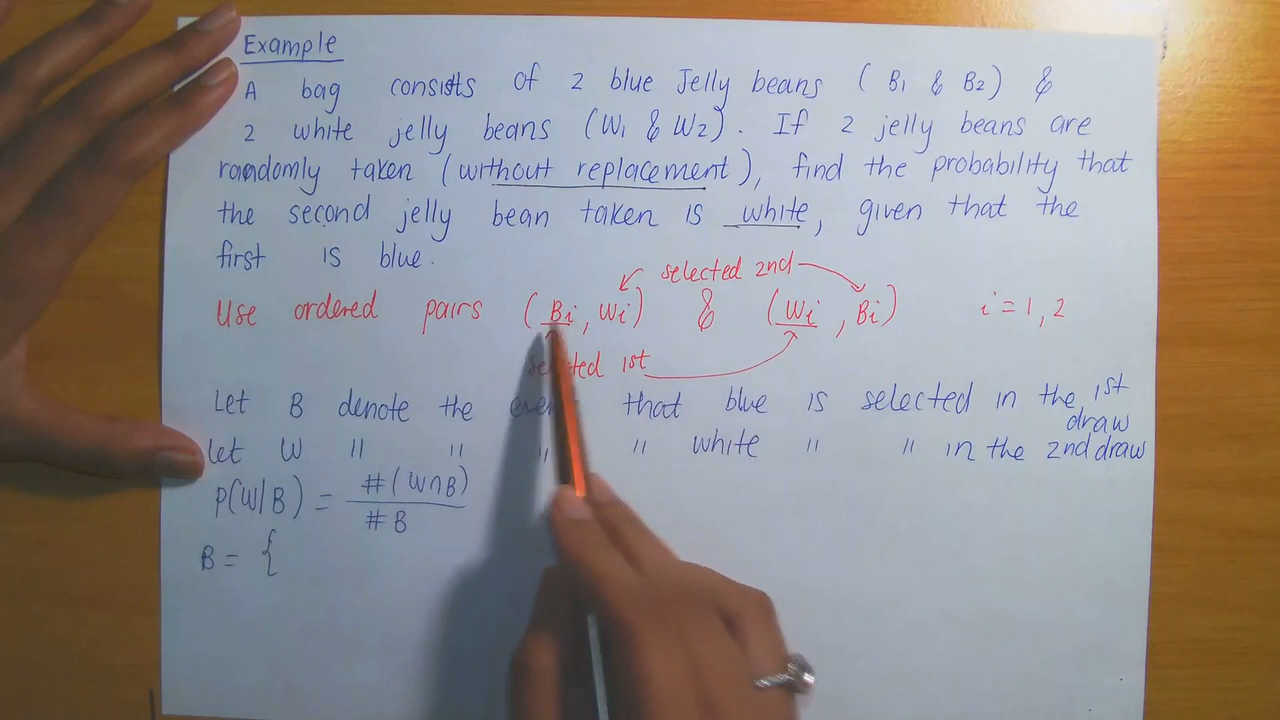 Example
A bag consists of 2 blue Jelly beans (B1 & B2) &
2 white jelly beans (W1 & W2). If 2 jelly beans are
randomly taken (without replacement), find the probability that
the second jelly bean taken is white, given that the
first is blue.
selected 2nd
Use ordered pairs (Bi, Wi) & (Wi, Bi) i = 1, 2
1st
Let B denote the that blue is selected in the 1st
draw
Let W " " " " white " " in the 2nd draw
P(W|B) = #(W∩B)
#B
B = {